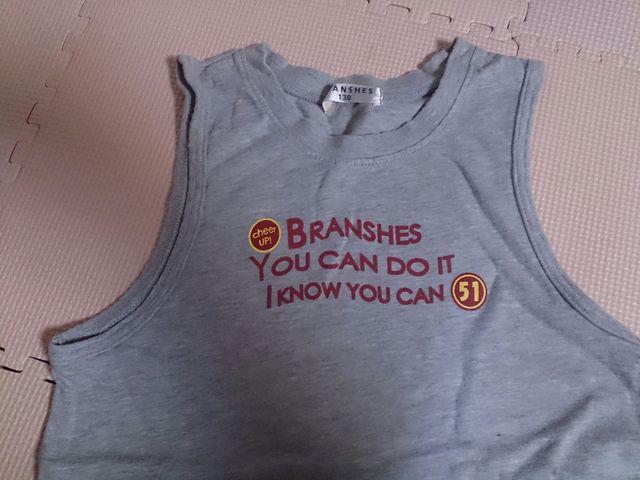 ANSHES
130
cheer
UP!
BRANSHES
YOU CAN DO IT
I KNOW YOU CAN 51